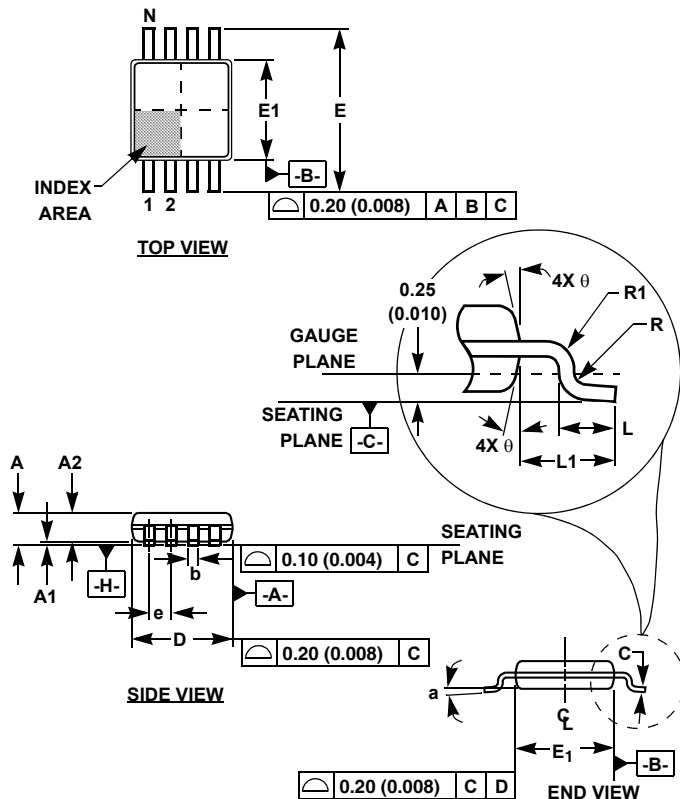 N
E1
E
-B-
INDEX
AREA
1 2
0.20 (0.008) A B C
TOP VIEW
0.25
(0.010)
4X θ
R1
R
GAUGE
PLANE
SEATING
PLANE
-C-
4X θ
L
L1
A A2
A1
-H-
b
e
D
-A-
SEATING
PLANE
0.10 (0.004) C
0.20 (0.008) C
SIDE VIEW
a
C
C
L
E1
-B-
0.20 (0.008) C D
END VIEW